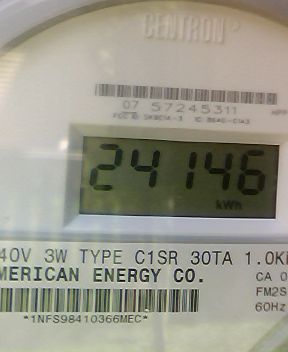 CENTRON
07 57245311
24146
kWh
40V 3W TYPE C1SR 30TA 1.0K
MERICAN ENERGY CO.
CA 0
FM2S
60Hz
*1NFS98410366MEC*